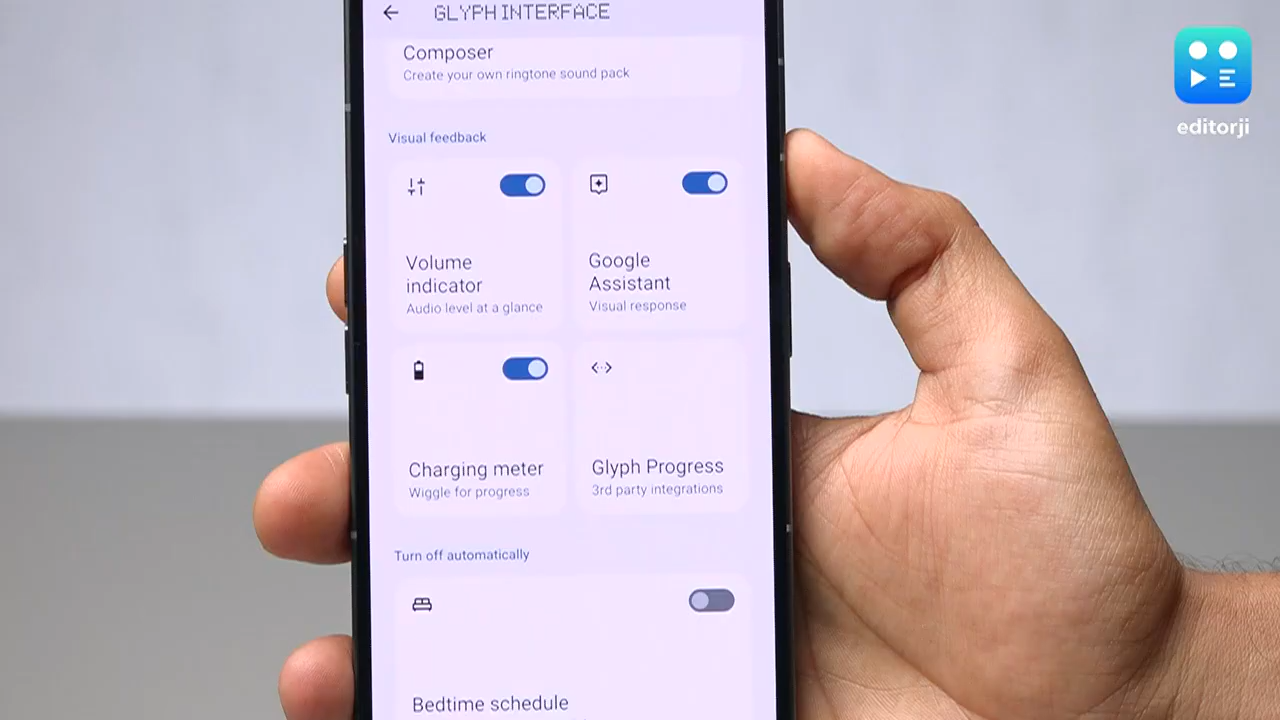 GLYPH INTERFACE
Composer
Create your own ringtone sound pack
editorji
Visual feedback
Volume
indicator
Audio level at a glance
Google
Assistant
Visual response
Charging meter
Wiggle for progress
Glyph Progress
3rd party integrations
Turn off automatically
Bedtime schedule